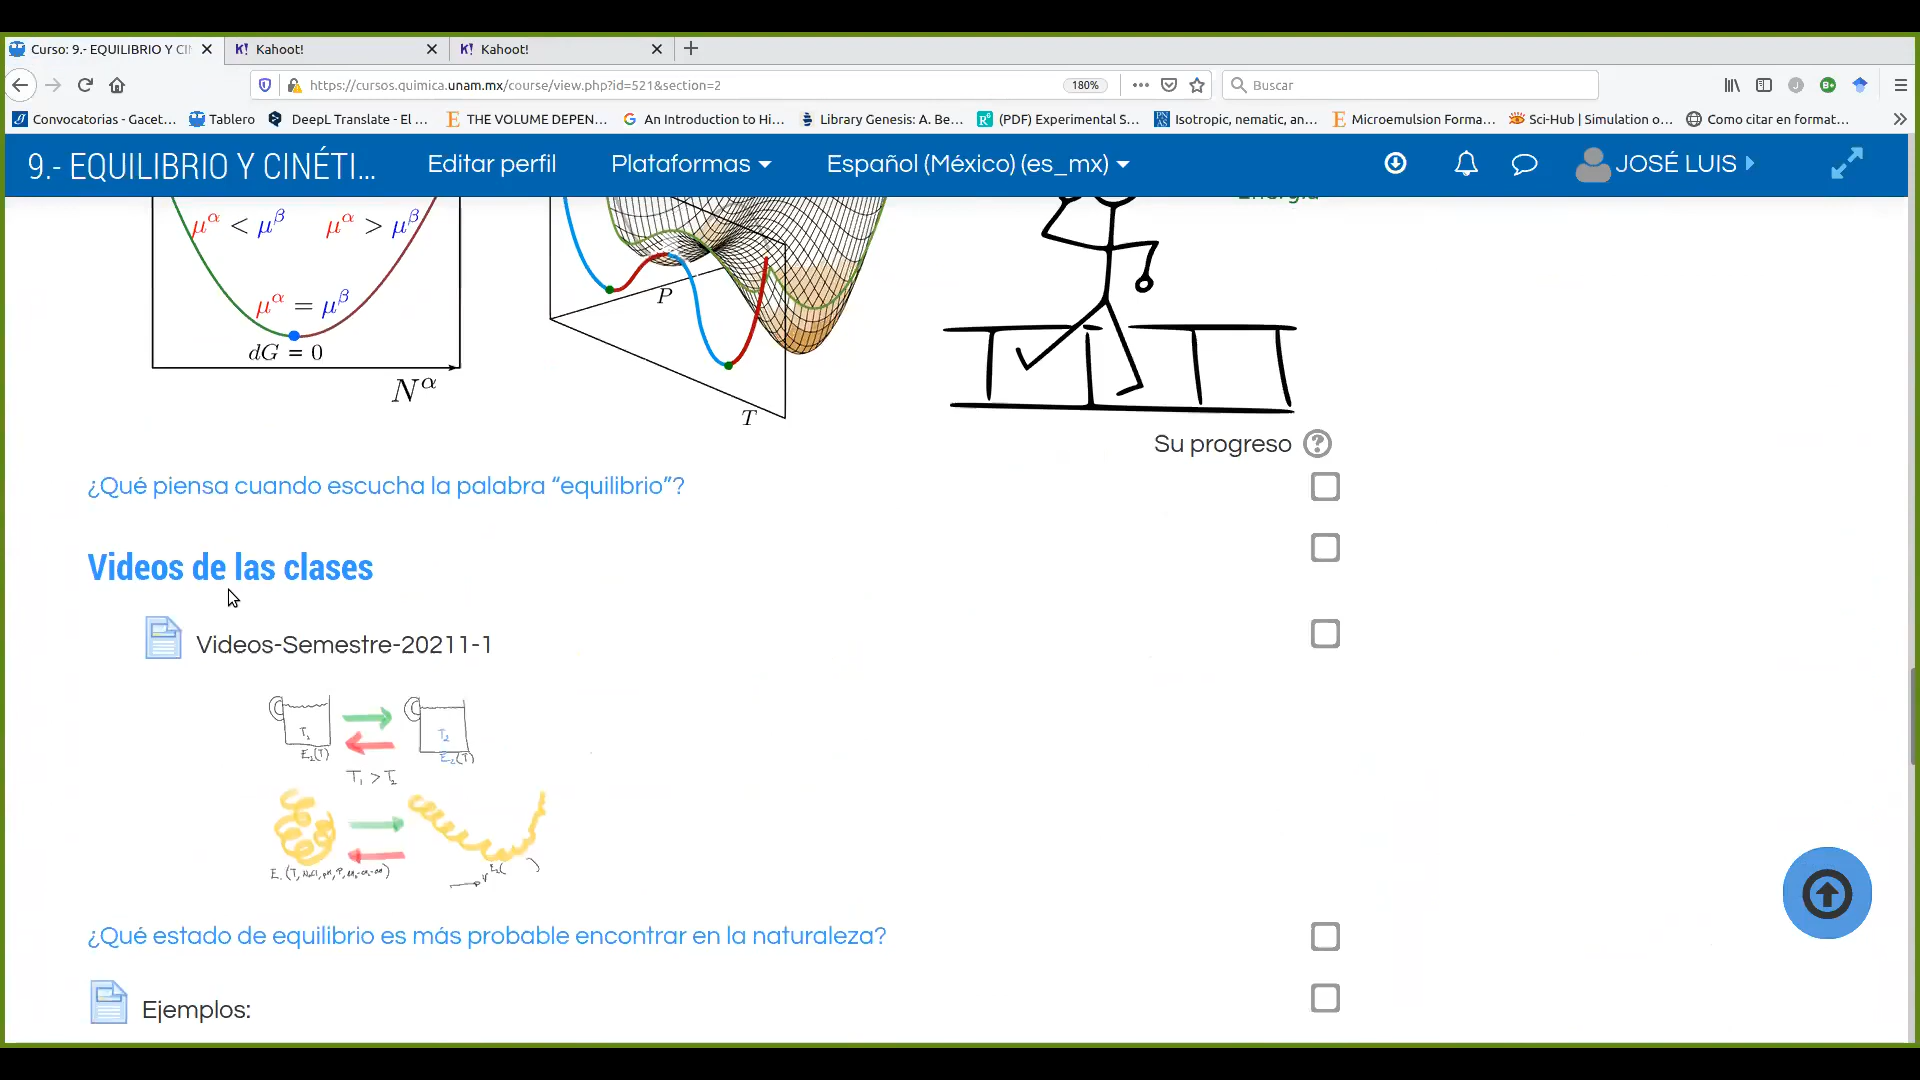 Curso: 9.- EQUILIBRIO Y CI
K! Kahoot!
K! Kahoot!
https://cursos.quimica.unam.mx/course/view.php?id=521&section=2
180%
Buscar
Convocatorias - Gacet...
Tablero
DeepL Translate - El ...
THE VOLUME DEPEN...
An Introduction to Hi...
Library Genesis: A. Be...
(PDF) Experimental S...
Isotropic, nematic, an...
Microemulsion Forma...
Sci-Hub | Simulation o...
Como citar en format...
9.- EQUILIBRIO Y CINÉTI...
Editar perfil
Plataformas
Español (México) (es_mx)
JOSÉ LUIS
Energía
μα < μβ
μα > μβ
μα = μβ
dG = 0
Nα
P
T
Su progreso
¿Qué piensa cuando escucha la palabra “equilibrio”?
Videos de las clases
Videos-Semestre-20211-1
T₁
T₂
E₂(T)
E₂(T)
T₁ > T₂
¿Qué estado de equilibrio es más probable encontrar en la naturaleza?
Ejemplos: